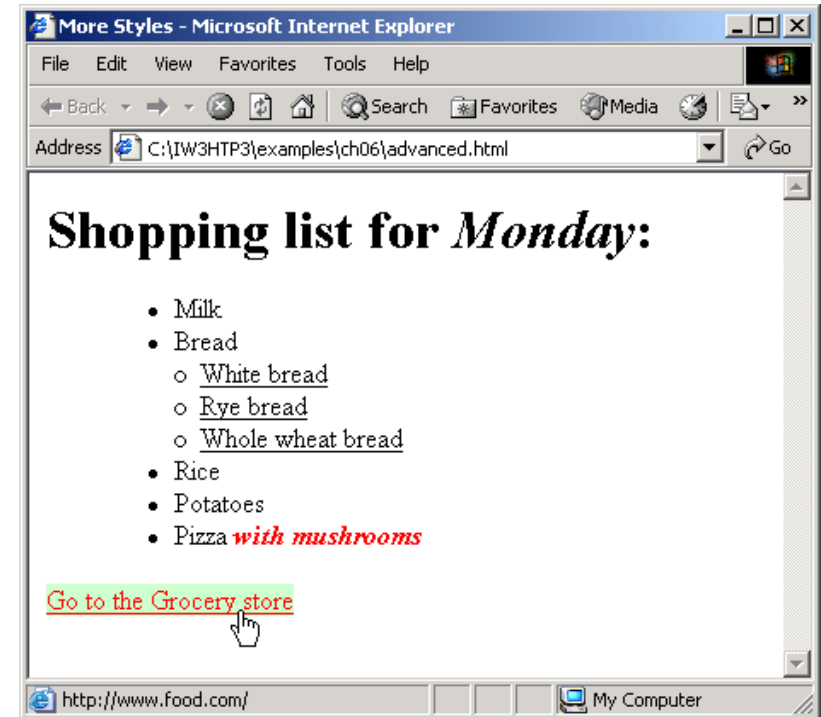 More Styles - Microsoft Internet Explorer
File Edit View Favorites Tools Help
Back Search Favorites Media »
Address C:\IW3HTP3\examples\ch06\advanced.html Go
Shopping list for Monday:
Milk
Bread
White bread
Rye bread
Whole wheat bread
Rice
Potatoes
Pizza with mushrooms
Go to the Grocery store
http://www.food.com/ My Computer